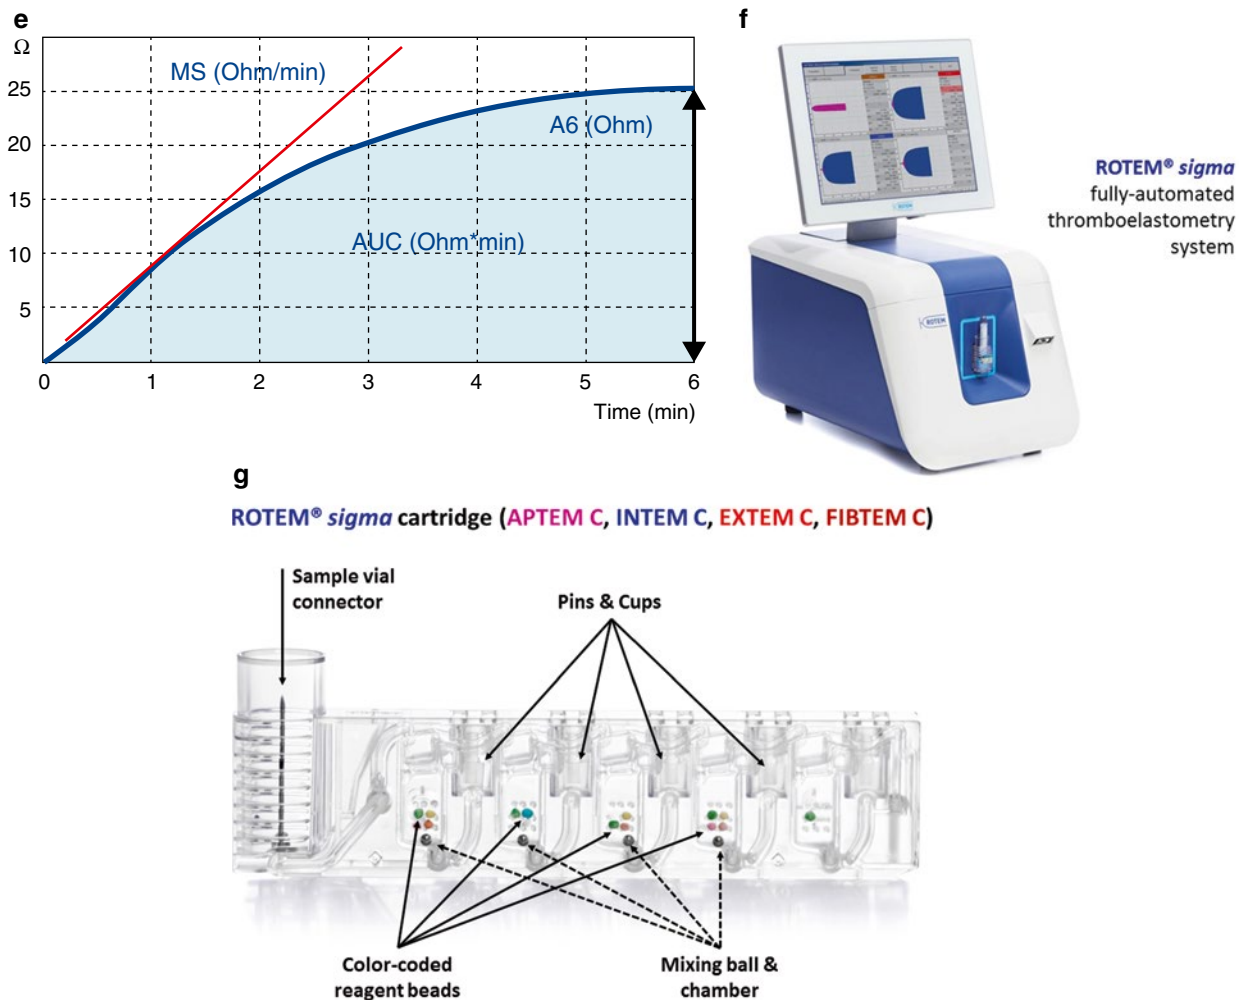 e
Ω
25
20
15
10
5
MS (Ohm/min)
A6 (Ohm)
AUC (Ohm*min)
0 1 2 3 4 5 6
Time (min)
f
ROTEM® sigma
fully-automated
thromboelastometry
system
ROTEM
g
ROTEM® sigma cartridge (APTEM C, INTEM C, EXTEM C, FIBTEM C)
Sample vial
connector
Pins & Cups
Color-coded
reagent beads
Mixing ball &
chamber